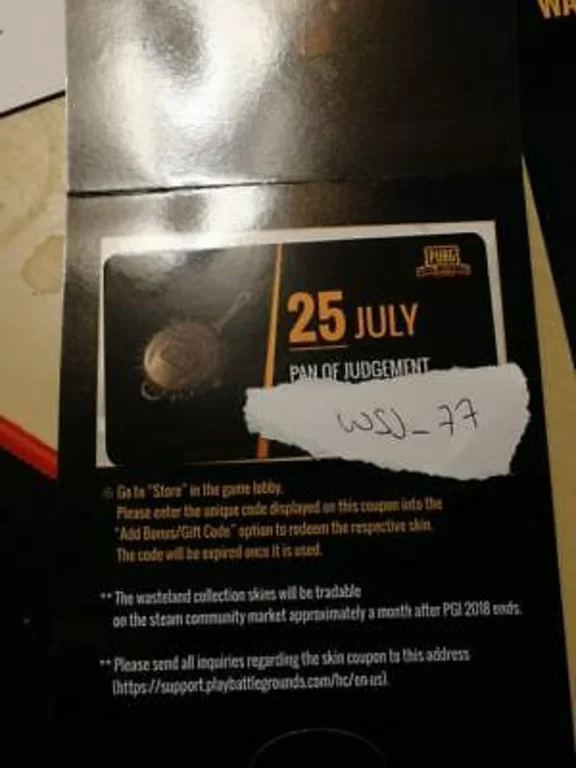 WA
PUBG
25 JULY
PAN OF JUDGEMENT
WSJ_77
Go to "Store" in the game lobby.
Please enter the unique code displayed on this coupon into the
"Add Bonus/Gift Code" option to redeem the respective skin.
The code will be expired once it is used.
** The wasteland collection skins will be tradable
on the steam community market approximately a month after PGI 2018 ends.
** Please send all inquiries regarding the skin coupon to this address
(https://support.playbattlegrounds.com/hc/en-us).